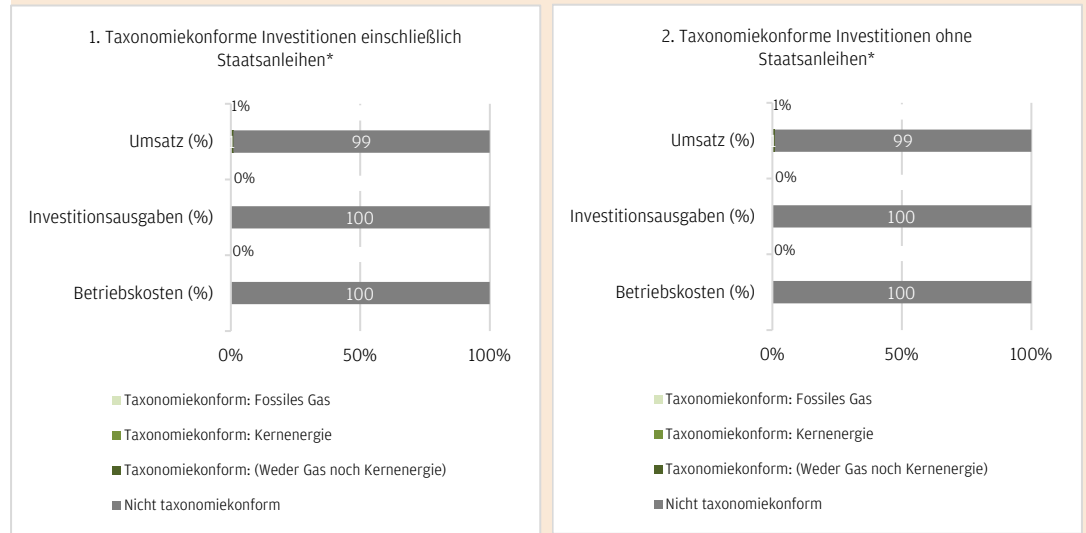 1. Taxonomiekonforme Investitionen einschließlich
Staatsanleihen*
1%
Umsatz (%)
1
99
0%
Investitionsausgaben (%)
100
0%
Betriebskosten (%)
100
0%
50%
100%
Taxonomiekonform: Fossiles Gas
Taxonomiekonform: Kernenergie
Taxonomiekonform: (Weder Gas noch Kernenergie)
Nicht taxonomiekonform
2. Taxonomiekonforme Investitionen ohne
Staatsanleihen*
1%
Umsatz (%)
1
99
0%
Investitionsausgaben (%)
100
0%
Betriebskosten (%)
100
0%
50%
100%
Taxonomiekonform: Fossiles Gas
Taxonomiekonform: Kernenergie
Taxonomiekonform: (Weder Gas noch Kernenergie)
Nicht taxonomiekonform